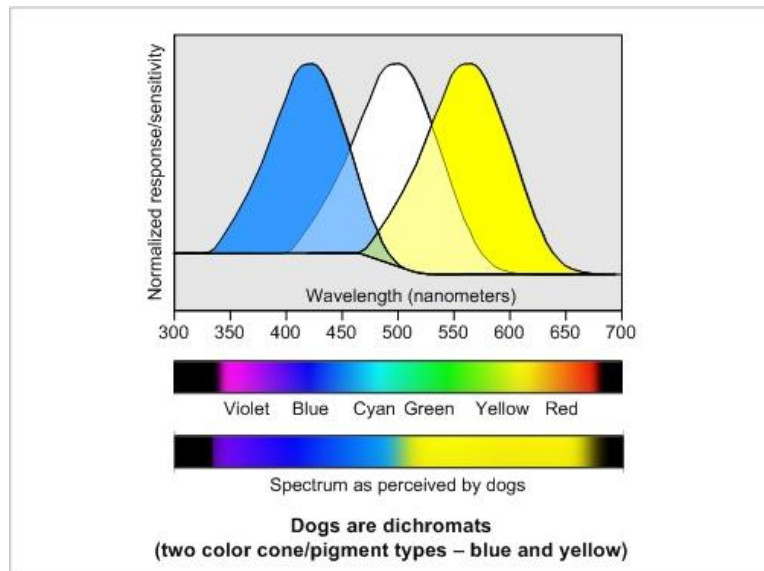 Normalized response/sensitivity
Wavelength (nanometers)
300 350 400 450 500 550 600 650 700
Violet Blue Cyan Green Yellow Red
Spectrum as perceived by dogs
Dogs are dichromats
(two color cone/pigment types – blue and yellow)